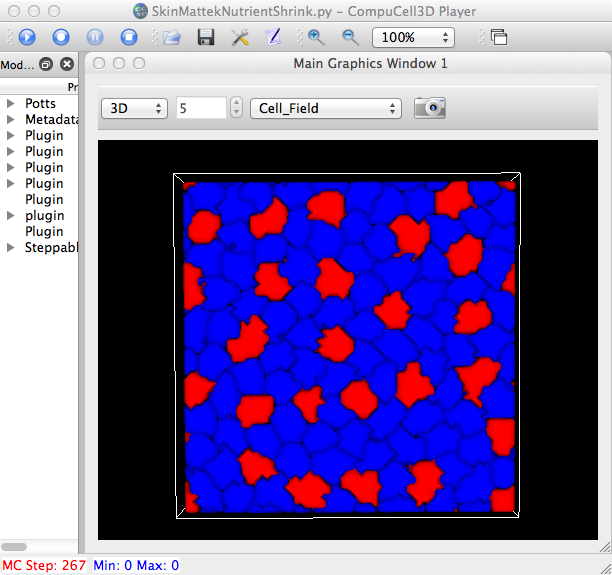 SkinMattekNutrientShrink.py – CompuCell3D Player
100%
Mod...
Main Graphics Window 1
Pr
3D
5
Cell_Field
Potts
Metadata
Plugin
Plugin
Plugin
Plugin
Plugin
plugin
Plugin
Steppabl
MC Step: 267 Min: 0 Max: 0